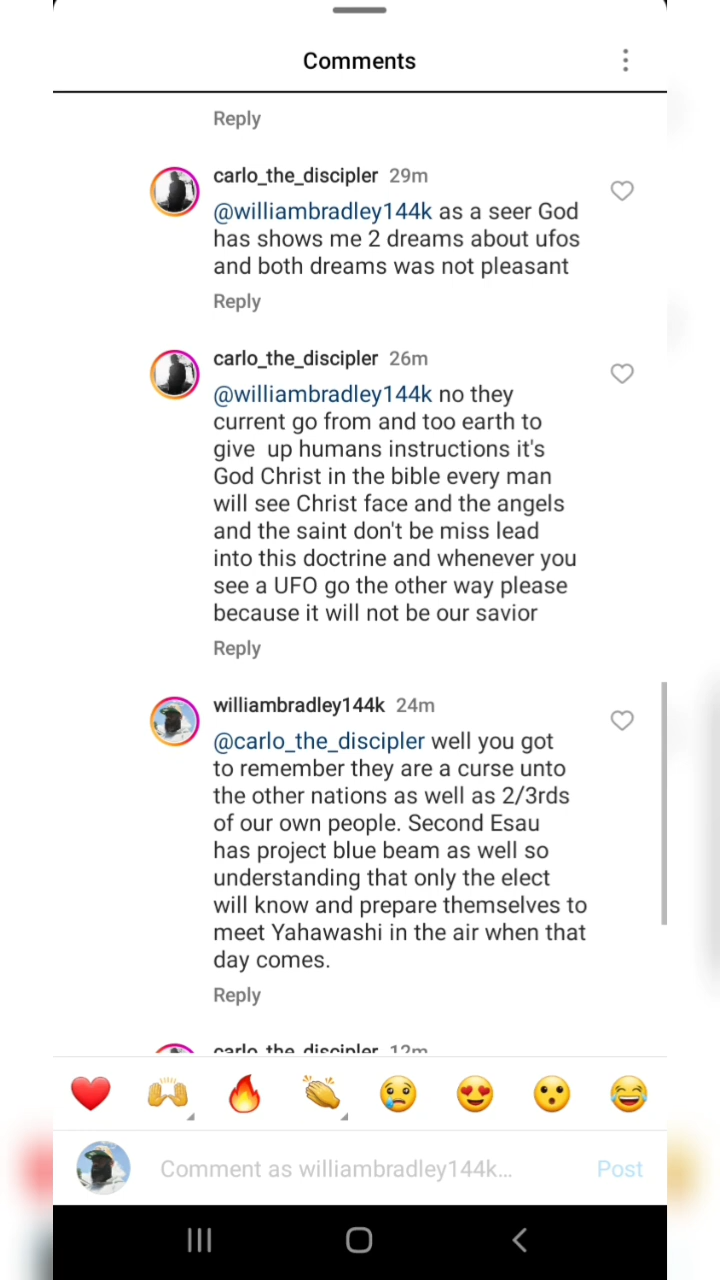 Comments
Reply
carlo_the_discipler 29m
@williambradley144k as a seer God
has shows me 2 dreams about ufos
and both dreams was not pleasant
Reply
carlo_the_discipler 26m
@williambradley144k no they
current go from and too earth to
give  up humans instructions it's
God Christ in the bible every man
will see Christ face and the angels
and the saint don't be miss lead
into this doctrine and whenever you
see a UFO go the other way please
because it will not be our savior
Reply
williambradley144k 24m
@carlo_the_discipler well you got
to remember they are a curse unto
the other nations as well as 2/3rds
of our own people. Second Esau
has project blue beam as well so
understanding that only the elect
will know and prepare themselves to
meet Yahawashi in the air when that
day comes.
Reply
carlo_the_discipler 12m
Comment as williambradley144k... Post